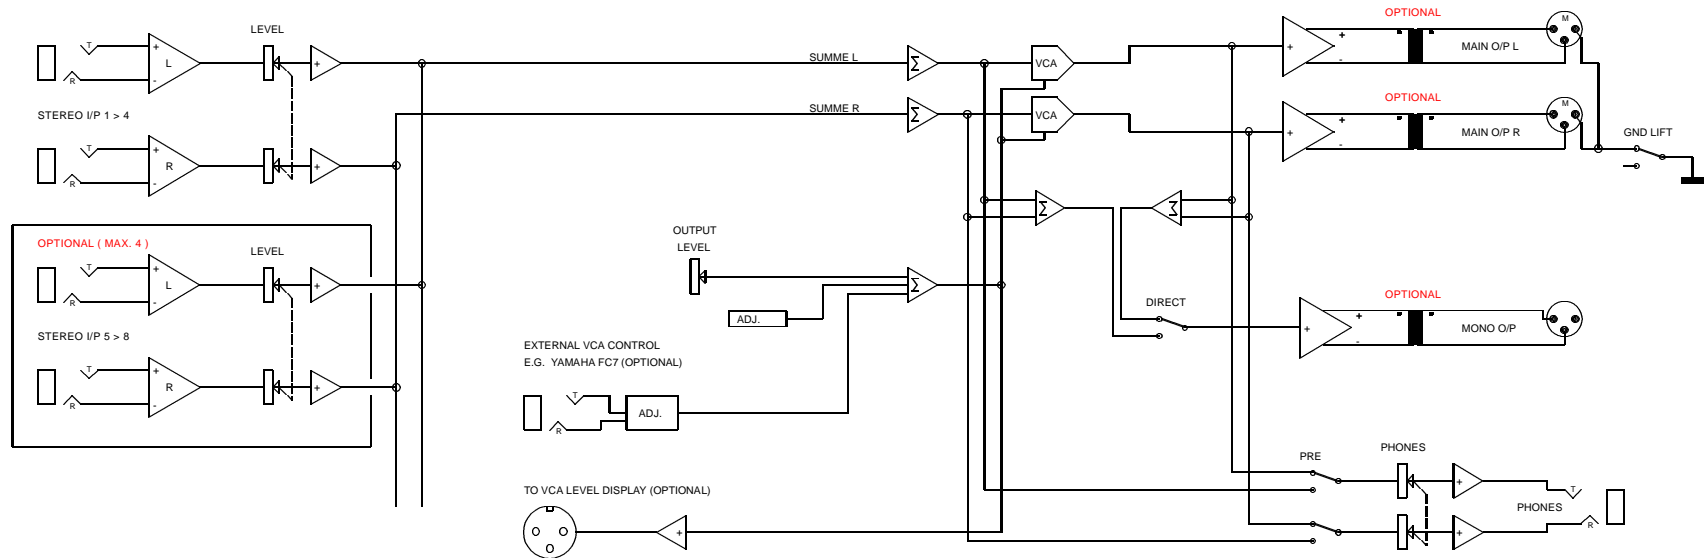 LEVEL
T
+
L
-
R
+
STEREO I/P 1 > 4
T
+
R
-
R
+
OPTIONAL ( MAX. 4 )
LEVEL
T
+
L
-
R
+
STEREO I/P 5 > 8
T
+
R
-
R
+
SUMME L
Σ
VCA
SUMME R
Σ
VCA
OUTPUT
LEVEL
Σ
ADJ.
EXTERNAL VCA CONTROL
E.G. YAMAHA FC7 (OPTIONAL)
T
R
ADJ.
TO VCA LEVEL DISPLAY (OPTIONAL)
+
Σ
Σ
DIRECT
OPTIONAL
+
+
-
MAIN O/P L
M
OPTIONAL
+
+
-
MAIN O/P R
M
GND LIFT
OPTIONAL
+
+
-
MONO O/P
PRE
PHONES
+
+
T
PHONES
R